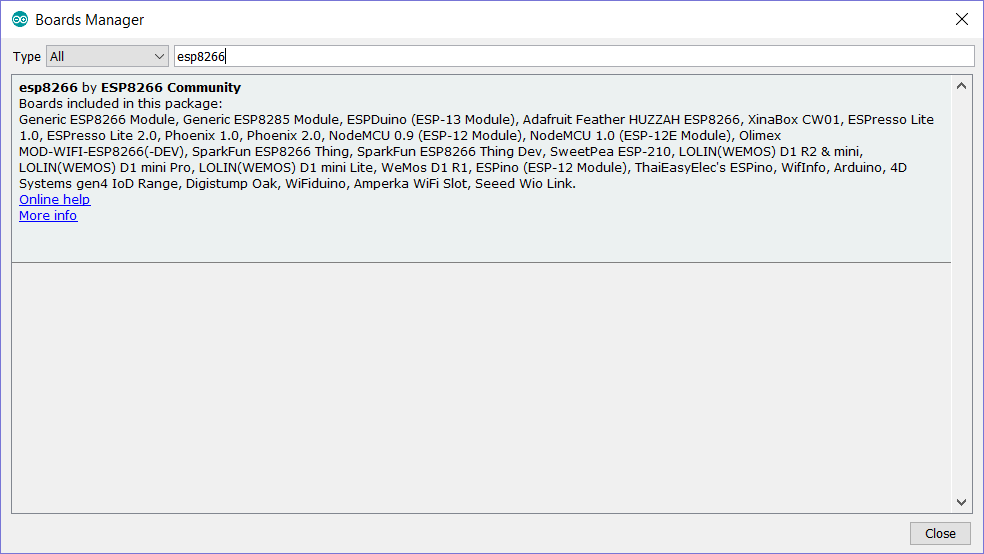 Boards Manager
Type All esp8266
esp8266 by ESP8266 Community
Boards included in this package:
Generic ESP8266 Module, Generic ESP8285 Module, ESPDuino (ESP-13 Module), Adafruit Feather HUZZAH ESP8266, XinaBox CW01, ESPresso Lite
1.0, ESPresso Lite 2.0, Phoenix 1.0, Phoenix 2.0, NodeMCU 0.9 (ESP-12 Module), NodeMCU 1.0 (ESP-12E Module), Olimex
MOD-WIFI-ESP8266(-DEV), SparkFun ESP8266 Thing, SparkFun ESP8266 Thing Dev, SweetPea ESP-210, LOLIN(WEMOS) D1 R2 & mini,
LOLIN(WEMOS) D1 mini Pro, LOLIN(WEMOS) D1 mini Lite, WeMos D1 R1, ESPino (ESP-12 Module), ThaiEasyElec's ESPino, WifInfo, Arduino, 4D
Systems gen4 IoD Range, Digistump Oak, WiFiduino, Amperka WiFi Slot, Seeed Wio Link.
Online help
More info
Close